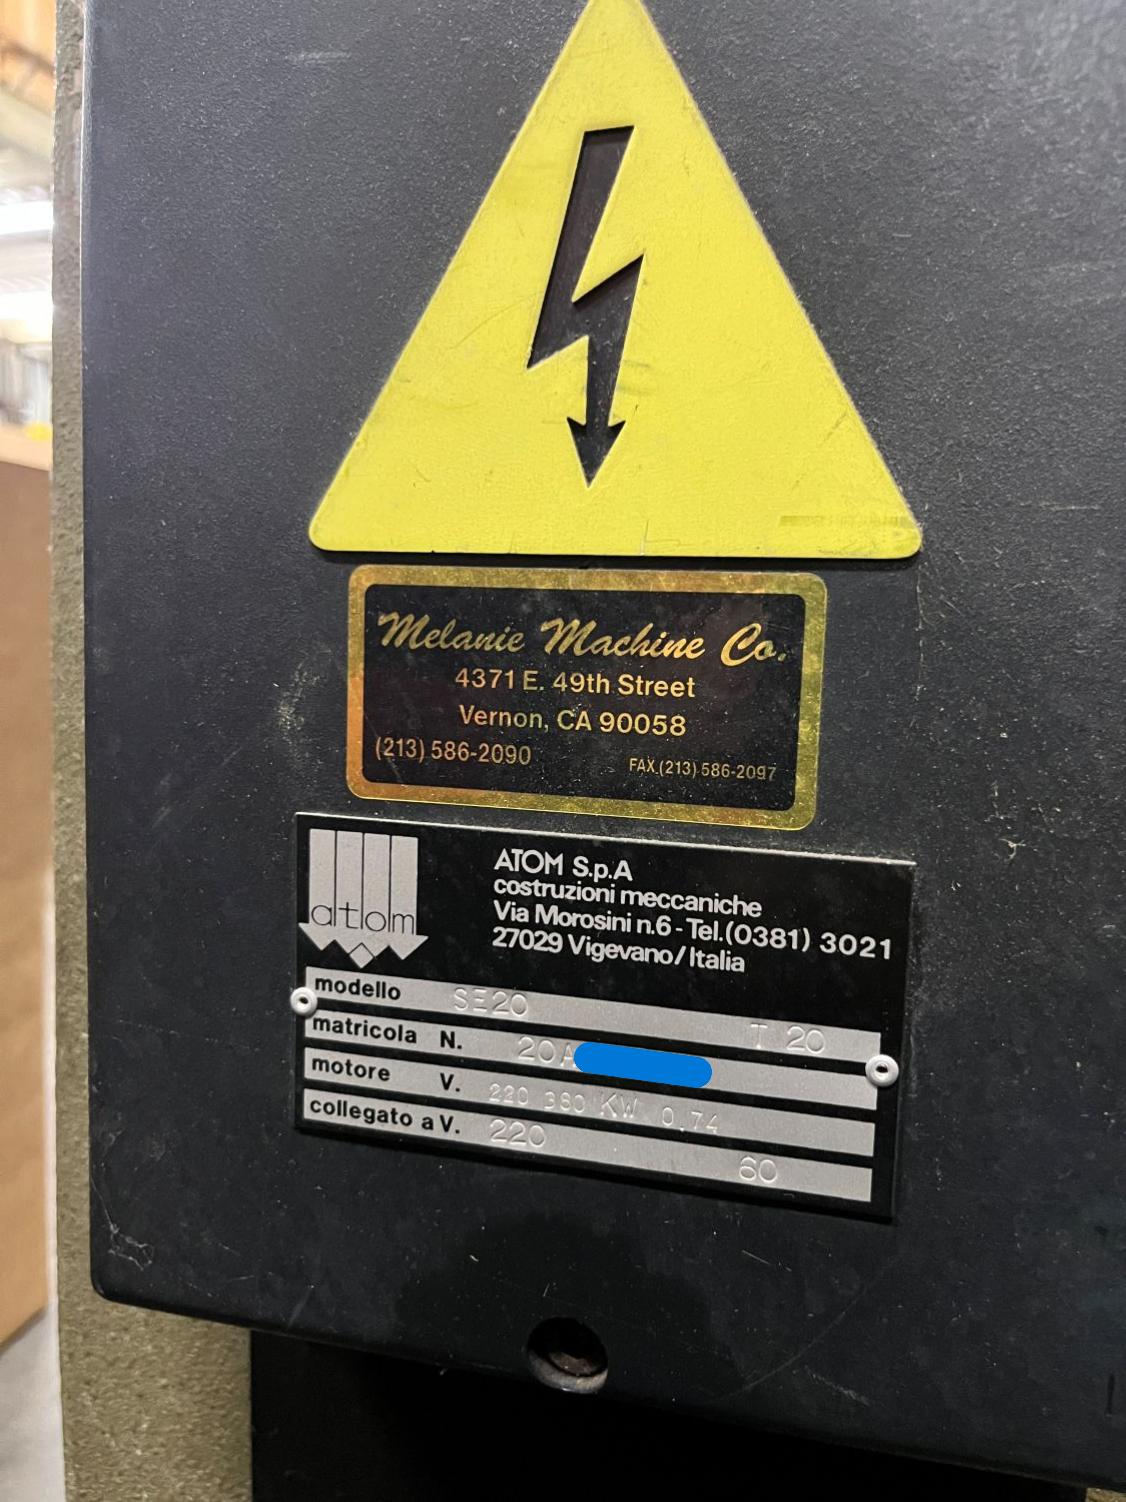 Melanie Machine Co.
4371 E. 49th Street
Vernon, CA 90058
(213) 586-2090 FAX (213) 586-2097
atom
ATOM S.p.A
costruzioni meccaniche
Via Morosini n.6 - Tel.(0381) 3021
27029 Vigevano/Italia
modello SE20 T 20
matricola N. 20A
motore V. 220 380 KW 0,74
collegato a V. 220 60